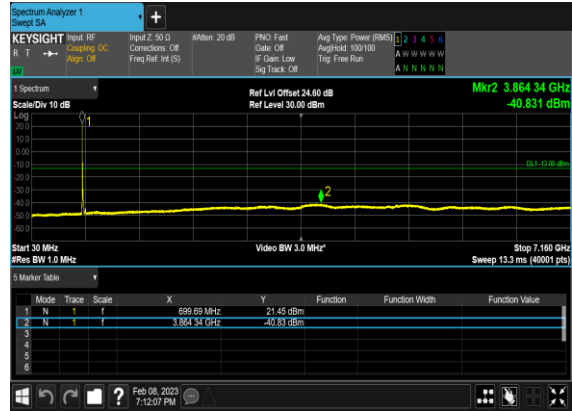 Spectrum Analyzer 1
Swept SA
+
KEYSIGHT Input: RF Input Z: 50 Ω #Atten: 20 dB PNO: Fast Avg Type: Power (RMS) 1 2 3 4 5 6
R T Coupling: DC Corrections: Off Gate: Off Avg|Hold: 100/100 A W W W W W
Align: Off Freq Ref: Int (S) IF Gain: Low Trig: Free Run
Sig Track: Off A N N N N N
1 Spectrum Ref Lvl Offset 24.60 dB Mkr2 3.864 34 GHz
Scale/Div 10 dB Ref Level 30.00 dBm -40.831 dBm
Log
1
20.0
10.0
0.00
-10.0 DL1 -13.00 dBm
-20.0
-30.0
2
-40.0
-50.0
-60.0
Start 30 MHz Video BW 3.0 MHz* Stop 7.160 GHz
#Res BW 1.0 MHz Sweep 13.3 ms (40001 pts)
5 Marker Table
Mode Trace Scale X Y Function Function Width Function Value
1 N 1 f 699.69 MHz 21.45 dBm
2 N 1 f 3.864 34 GHz -40.83 dBm
3
4
5
6
? Feb 08, 2023
7:12:07 PM